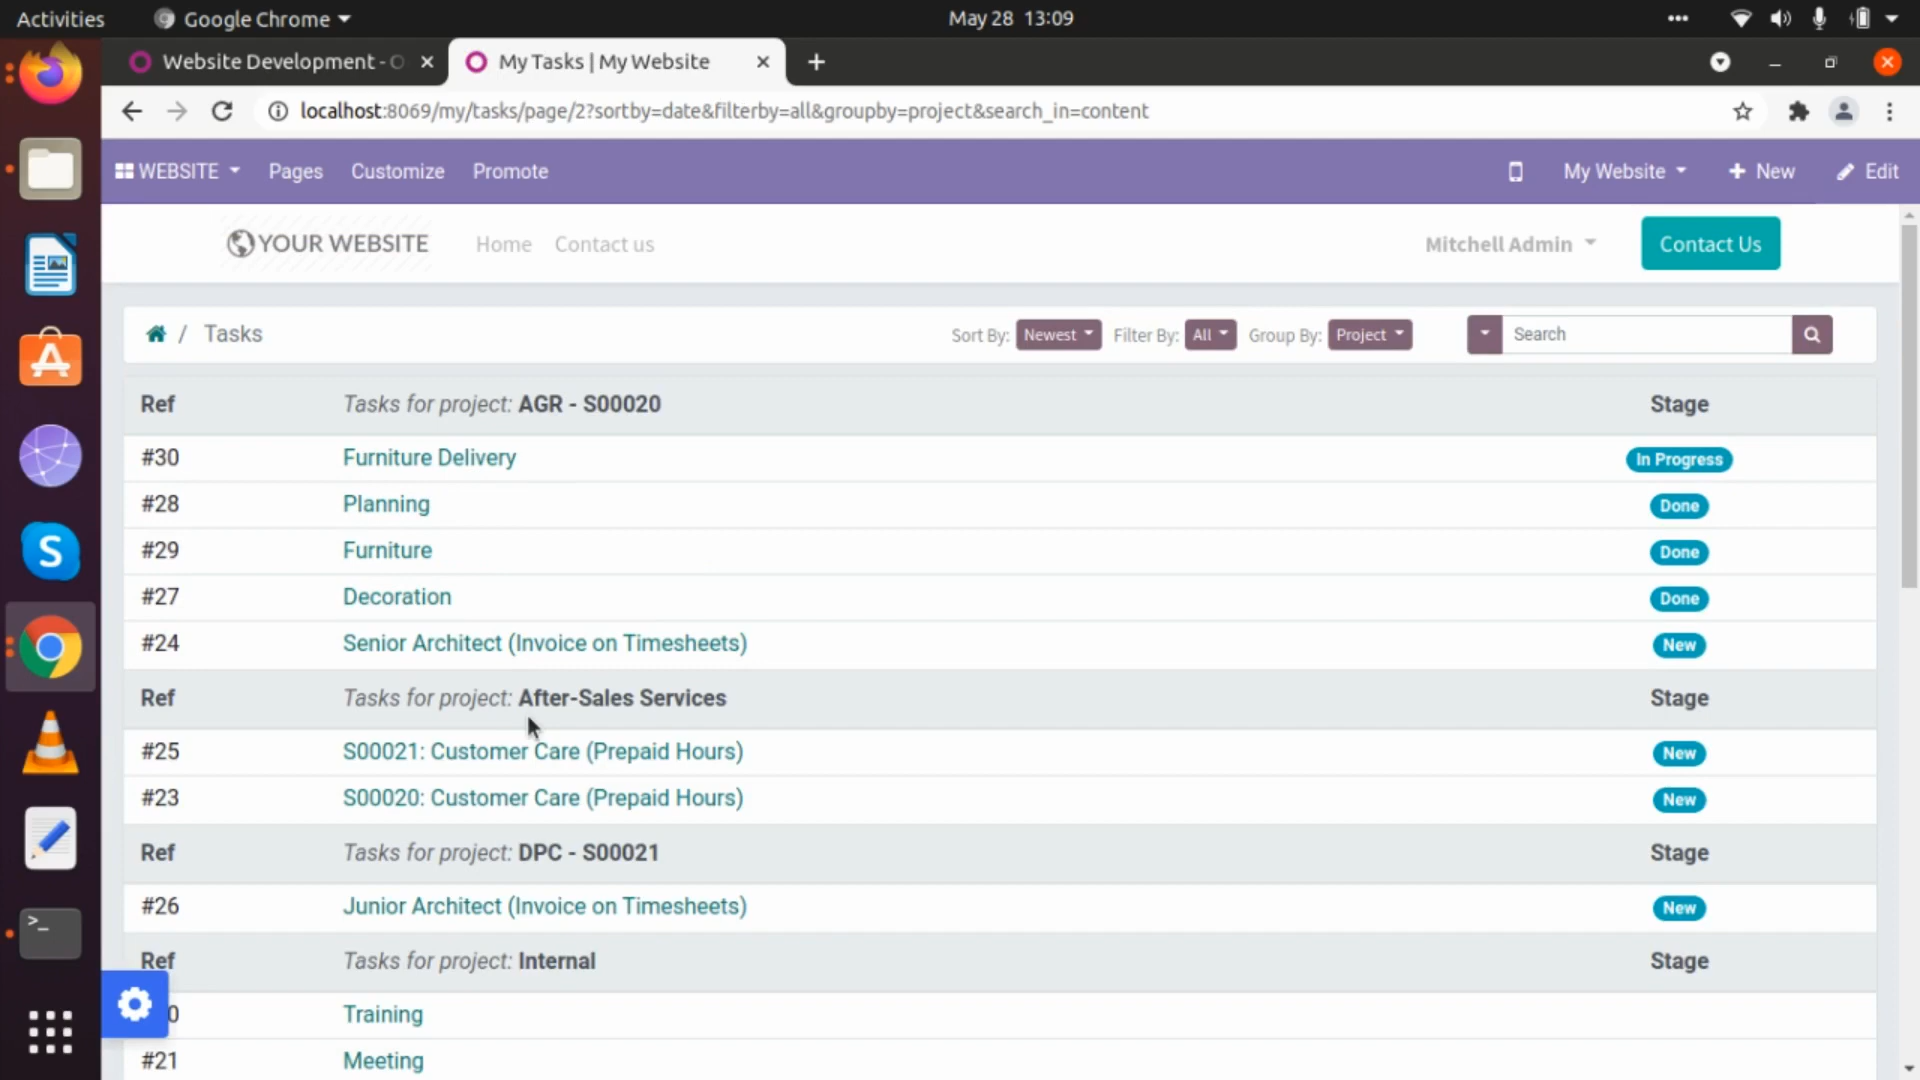 Activities Google Chrome May 28 13:09
Website Development - O My Tasks | My Website
localhost:8069/my/tasks/page/2?sortby=date&filterby=all&groupby=project&search_in=content
WEBSITE Pages Customize Promote My Website New Edit
YOUR WEBSITE Home Contact us Mitchell Admin Contact Us
/ Tasks Sort By: Newest Filter By: All Group By: Project Search
Ref Tasks for project: AGR - S00020 Stage
#30 Furniture Delivery In Progress
#28 Planning Done
#29 Furniture Done
#27 Decoration Done
#24 Senior Architect (Invoice on Timesheets) New
Ref Tasks for project: After-Sales Services Stage
#25 S00021: Customer Care (Prepaid Hours) New
#23 S00020: Customer Care (Prepaid Hours) New
Ref Tasks for project: DPC - S00021 Stage
#26 Junior Architect (Invoice on Timesheets) New
Ref Tasks for project: Internal Stage
0 Training
#21 Meeting